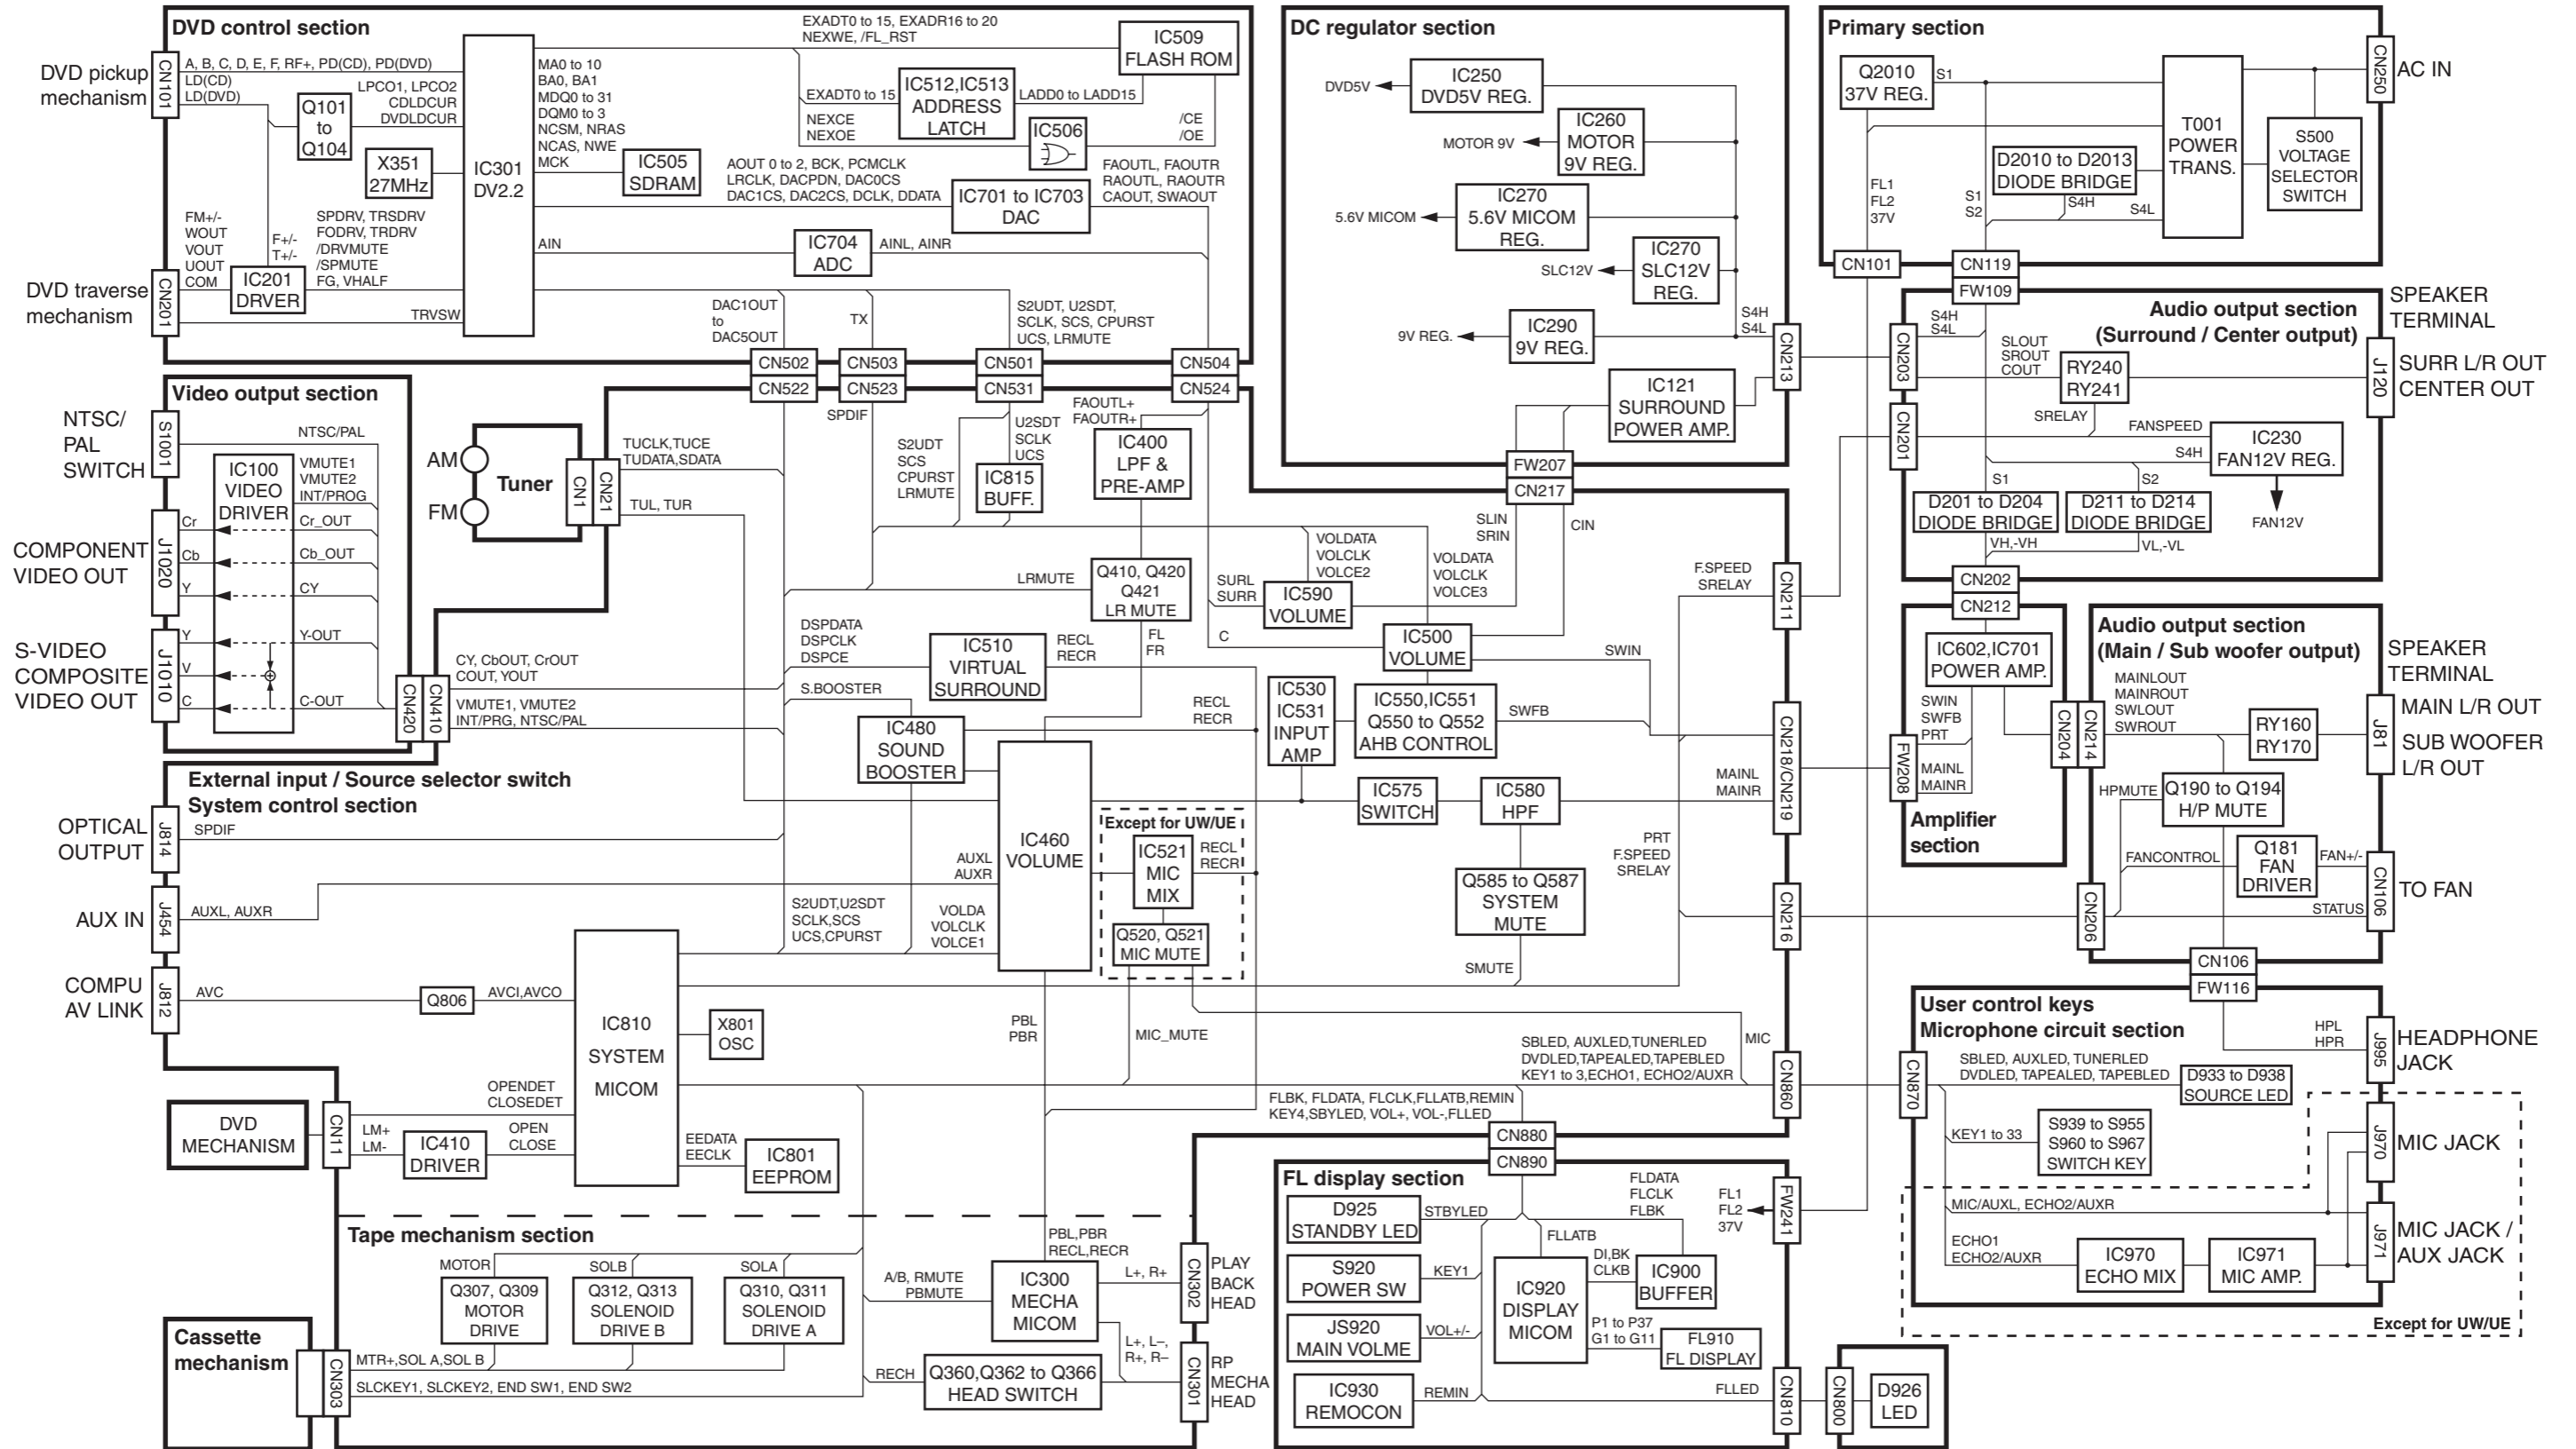 DVD control section
DVD pickup
mechanism
CN101
A, B, C, D, E, F, RF+, PD(CD), PD(DVD)
LD(CD)
LD(DVD)
LPCO1, LPCO2
CDLDCUR
DVDLDCUR
Q101
to
Q104
X351
27MHz
IC301
DV2.2
EXADT0 to 15, EXADR16 to 20
NEXWE, /FL_RST
IC509
FLASH ROM
MA0 to 10
BA0, BA1
MDQ0 to 31
DQM0 to 3
NCSM, NRAS
NCAS, NWE
MCK
EXADT0 to 15
IC512,IC513
ADDRESS
LATCH
LADD0 to LADD15
NEXCE
NEXOE
IC506
/CE
/OE
IC505
SDRAM
AOUT 0 to 2, BCK, PCMCLK
LRCLK, DACPDN, DAC0CS
DAC1CS, DAC2CS, DCLK, DDATA
IC701 to IC703
DAC
FAOUTL, FAOUTR
RAOUTL, RAOUTR
CAOUT, SWAOUT
FM+/-
WOUT
VOUT
UOUT
COM
F+/-
T+/-
SPDRV, TRSDRV
FODRV, TRDRV
/DRVMUTE
/SPMUTE
FG, VHALF
IC201
DRVER
AIN
IC704
ADC
AINL, AINR
DVD traverse
mechanism
CN201
TRVSW
DAC1OUT
to
DAC5OUT
TX
S2UDT, U2SDT,
SCLK, SCS, CPURST
UCS, LRMUTE
CN502
CN503
CN501
CN504
CN522
CN523
CN531
CN524
DC regulator section
DVD5V
IC250
DVD5V REG.
MOTOR 9V
IC260
MOTOR
9V REG.
5.6V MICOM
IC270
5.6V MICOM
REG.
SLC12V
IC270
SLC12V
REG.
9V REG.
IC290
9V REG.
S4H
S4L
CN213
IC121
SURROUND
POWER AMP.
FW207
CN217
Primary section
Q2010
37V REG.
S1
T001
POWER
TRANS.
CN250
AC IN
S500
VOLTAGE
SELECTOR
SWITCH
D2010 to D2013
DIODE BRIDGE
FL1
FL2
37V
S1
S2
S4H
S4L
CN101
CN119
FW109
Audio output section
(Surround / Center output)
S4H
S4L
CN203
SLOUT
SROUT
COUT
RY240
RY241
J120
SPEAKER
TERMINAL
SURR L/R OUT
CENTER OUT
CN201
SRELAY
FANSPEED
S4H
IC230
FAN12V REG.
FAN12V
S1
S2
D201 to D204
DIODE BRIDGE
D211 to D214
DIODE BRIDGE
VH,-VH
VL,-VL
CN202
CN212
IC602,IC701
POWER AMP.
SWIN
SWFB
PRT
MAINL
MAINR
FW208
CN204
Amplifier
section
Audio output section
(Main / Sub woofer output)
CN214
MAINLOUT
MAINROUT
SWLOUT
SWROUT
RY160
RY170
J81
SPEAKER
TERMINAL
MAIN L/R OUT
SUB WOOFER
L/R OUT
HPMUTE
Q190 to Q194
H/P MUTE
FANCONTROL
Q181
FAN
DRIVER
FAN+/-
CN106
TO FAN
STATUS
CN206
CN106
FW116
Video output section
NTSC/
PAL
SWITCH
S1001
NTSC/PAL
IC100
VIDEO
DRIVER
VMUTE1
VMUTE2
INT/PROG
COMPONENT
VIDEO OUT
J1020
Cr
Cr_OUT
Cb
Cb_OUT
Y
CY
S-VIDEO
COMPOSITE
VIDEO OUT
J1010
Y
Y-OUT
V
C
C-OUT
CN420
CN410
AM
FM
Tuner
CN1
CN21
TUCLK,TUCE
TUDATA,SDATA
TUL, TUR
CY, CbOUT, CrOUT
COUT, YOUT
VMUTE1, VMUTE2
INT/PRG, NTSC/PAL
SPDIF
S2UDT
SCS
CPURST
LRMUTE
U2SDT
SCLK
UCS
IC815
BUFF.
FAOUTL+
FAOUTR+
IC400
LPF &
PRE-AMP
LRMUTE
Q410, Q420
Q421
LR MUTE
FL
FR
SURL
SURR
C
IC590
VOLUME
VOLDATA
VOLCLK
VOLCE2
VOLDATA
VOLCLK
VOLCE3
SLIN
SRIN
CIN
IC500
VOLUME
SWIN
F.SPEED
SRELAY
CN211
DSPDATA
DSPCLK
DSPCE
IC510
VIRTUAL
SURROUND
RECL
RECR
S.BOOSTER
IC480
SOUND
BOOSTER
RECL
RECR
IC530
IC531
INPUT
AMP
IC550,IC551
Q550 to Q552
AHB CONTROL
SWFB
CN218/CN219
MAINL
MAINR
IC575
SWITCH
IC580
HPF
IC460
VOLUME
Except for UW/UE
IC521
MIC
MIX
RECL
RECR
Q520, Q521
MIC MUTE
Q585 to Q587
SYSTEM
MUTE
SMUTE
PRT
F.SPEED
SRELAY
CN216
External input / Source selector switch
System control section
OPTICAL
OUTPUT
J814
SPDIF
AUX IN
J454
AUXL, AUXR
AUXL
AUXR
COMPU
AV LINK
J812
AVC
Q806
AVCI,AVCO
S2UDT,U2SDT
SCLK,SCS
UCS,CPURST
VOLDA
VOLCLK
VOLCE1
IC810
SYSTEM
MICOM
X801
OSC
PBL
PBR
MIC_MUTE
MIC
SBLED, AUXLED,TUNERLED
DVDLED,TAPEALED,TAPEBLED
KEY1 to 3,ECHO1, ECHO2/AUXR
CN860
FLBK, FLDATA, FLCLK,FLLATB,REMIN
KEY4,SBYLED, VOL+, VOL-,FLLED
CN880
CN890
OPENDET
CLOSEDET
DVD
MECHANISM
CN11
LM+
LM-
IC410
DRIVER
OPEN
CLOSE
EEDATA
EECLK
IC801
EEPROM
Tape mechanism section
MOTOR
SOLB
SOLA
Q307, Q309
MOTOR
DRIVE
Q312, Q313
SOLENOID
DRIVE B
Q310, Q311
SOLENOID
DRIVE A
A/B, RMUTE
PBMUTE
PBL,PBR
RECL,RECR
IC300
MECHA
MICOM
L+, R+
CN302
PLAY
BACK
HEAD
L+, L–,
R+, R–
RECH
Q360,Q362 to Q366
HEAD SWITCH
CN301
RP
MECHA
HEAD
Cassette
mechanism
CN303
MTR+,SOL A,SOL B
SLCKEY1, SLCKEY2, END SW1, END SW2
FL display section
D925
STANDBY LED
STBYLED
S920
POWER SW
KEY1
JS920
MAIN VOLME
VOL+/-
IC930
REMOCON
REMIN
FLLATB
IC920
DISPLAY
MICOM
DI,BK
CLKB
IC900
BUFFER
FLDATA
FLCLK
FLBK
P1 to P37
G1 to G11
FL910
FL DISPLAY
FL1
FL2
37V
FW241
FLLED
CN810
CN800
D926
LED
User control keys
Microphone circuit section
HPL
HPR
J995
HEADPHONE
JACK
CN870
SBLED, AUXLED, TUNERLED
DVDLED, TAPEALED, TAPEBLED
D933 to D938
SOURCE LED
KEY1 to 33
S939 to S955
S960 to S967
SWITCH KEY
J970
MIC JACK
MIC/AUXL, ECHO2/AUXR
ECHO1
ECHO2/AUXR
IC970
ECHO MIX
IC971
MIC AMP.
J971
MIC JACK /
AUX JACK
Except for UW/UE